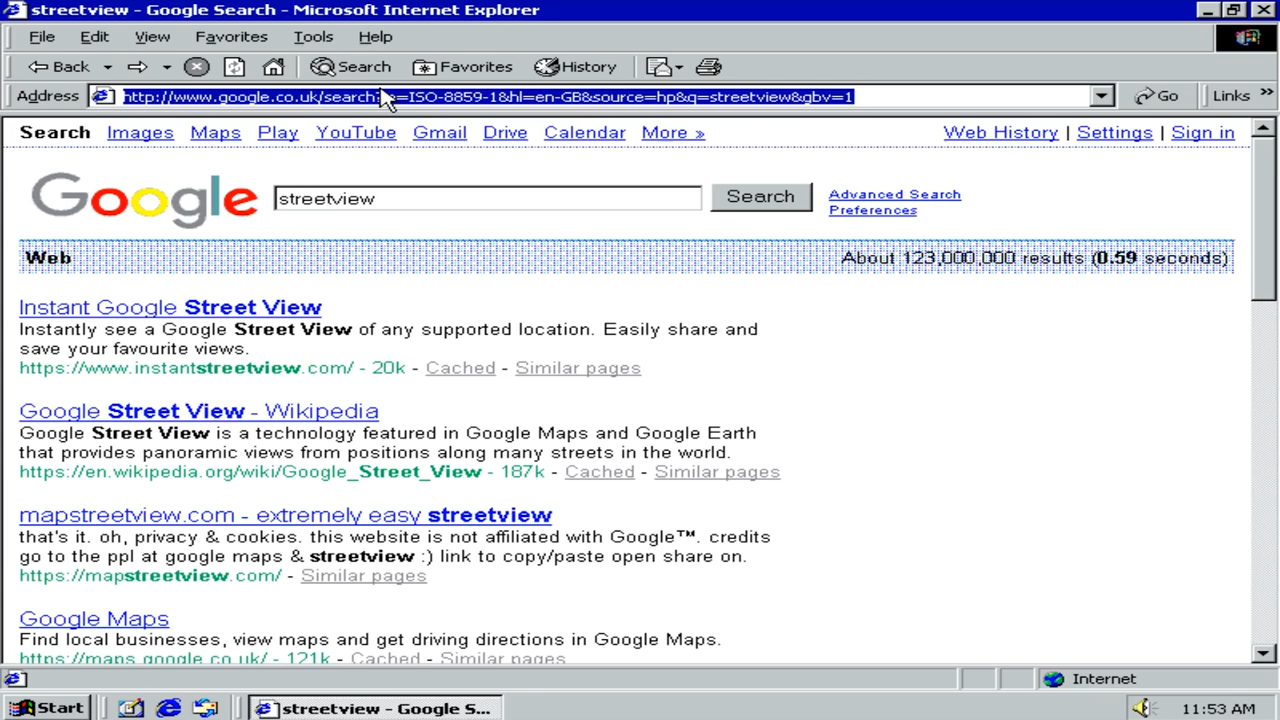 streetview - Google Search - Microsoft Internet Explorer
File Edit View Favorites Tools Help
Back Search Favorites History
Address http://www.google.co.uk/search?ie=ISO-8859-1&hl=en-GB&source=hp&q=streetview&gbv=1 Go Links »
Search Images Maps Play YouTube Gmail Drive Calendar More » Web History | Settings | Sign in
Google streetview Search Advanced Search
Preferences
Web About 123,000,000 results (0.59 seconds)
Instant Google Street View
Instantly see a Google Street View of any supported location. Easily share and
save your favourite views.
https://www.instantstreetview.com/ - 20k - Cached - Similar pages
Google Street View - Wikipedia
Google Street View is a technology featured in Google Maps and Google Earth
that provides panoramic views from positions along many streets in the world.
https://en.wikipedia.org/wiki/Google_Street_View - 187k - Cached - Similar pages
mapstreetview.com - extremely easy streetview
that's it. oh, privacy & cookies. this website is not affiliated with Google™. credits
go to the ppl at google maps & streetview :) link to copy/paste open share on.
https://mapstreetview.com/ - Similar pages
Google Maps
Find local businesses, view maps and get driving directions in Google Maps.
https://maps.google.co.uk/ - 121k - Cached - Similar pages
Internet
Start streetview - Google S... 11:53 AM